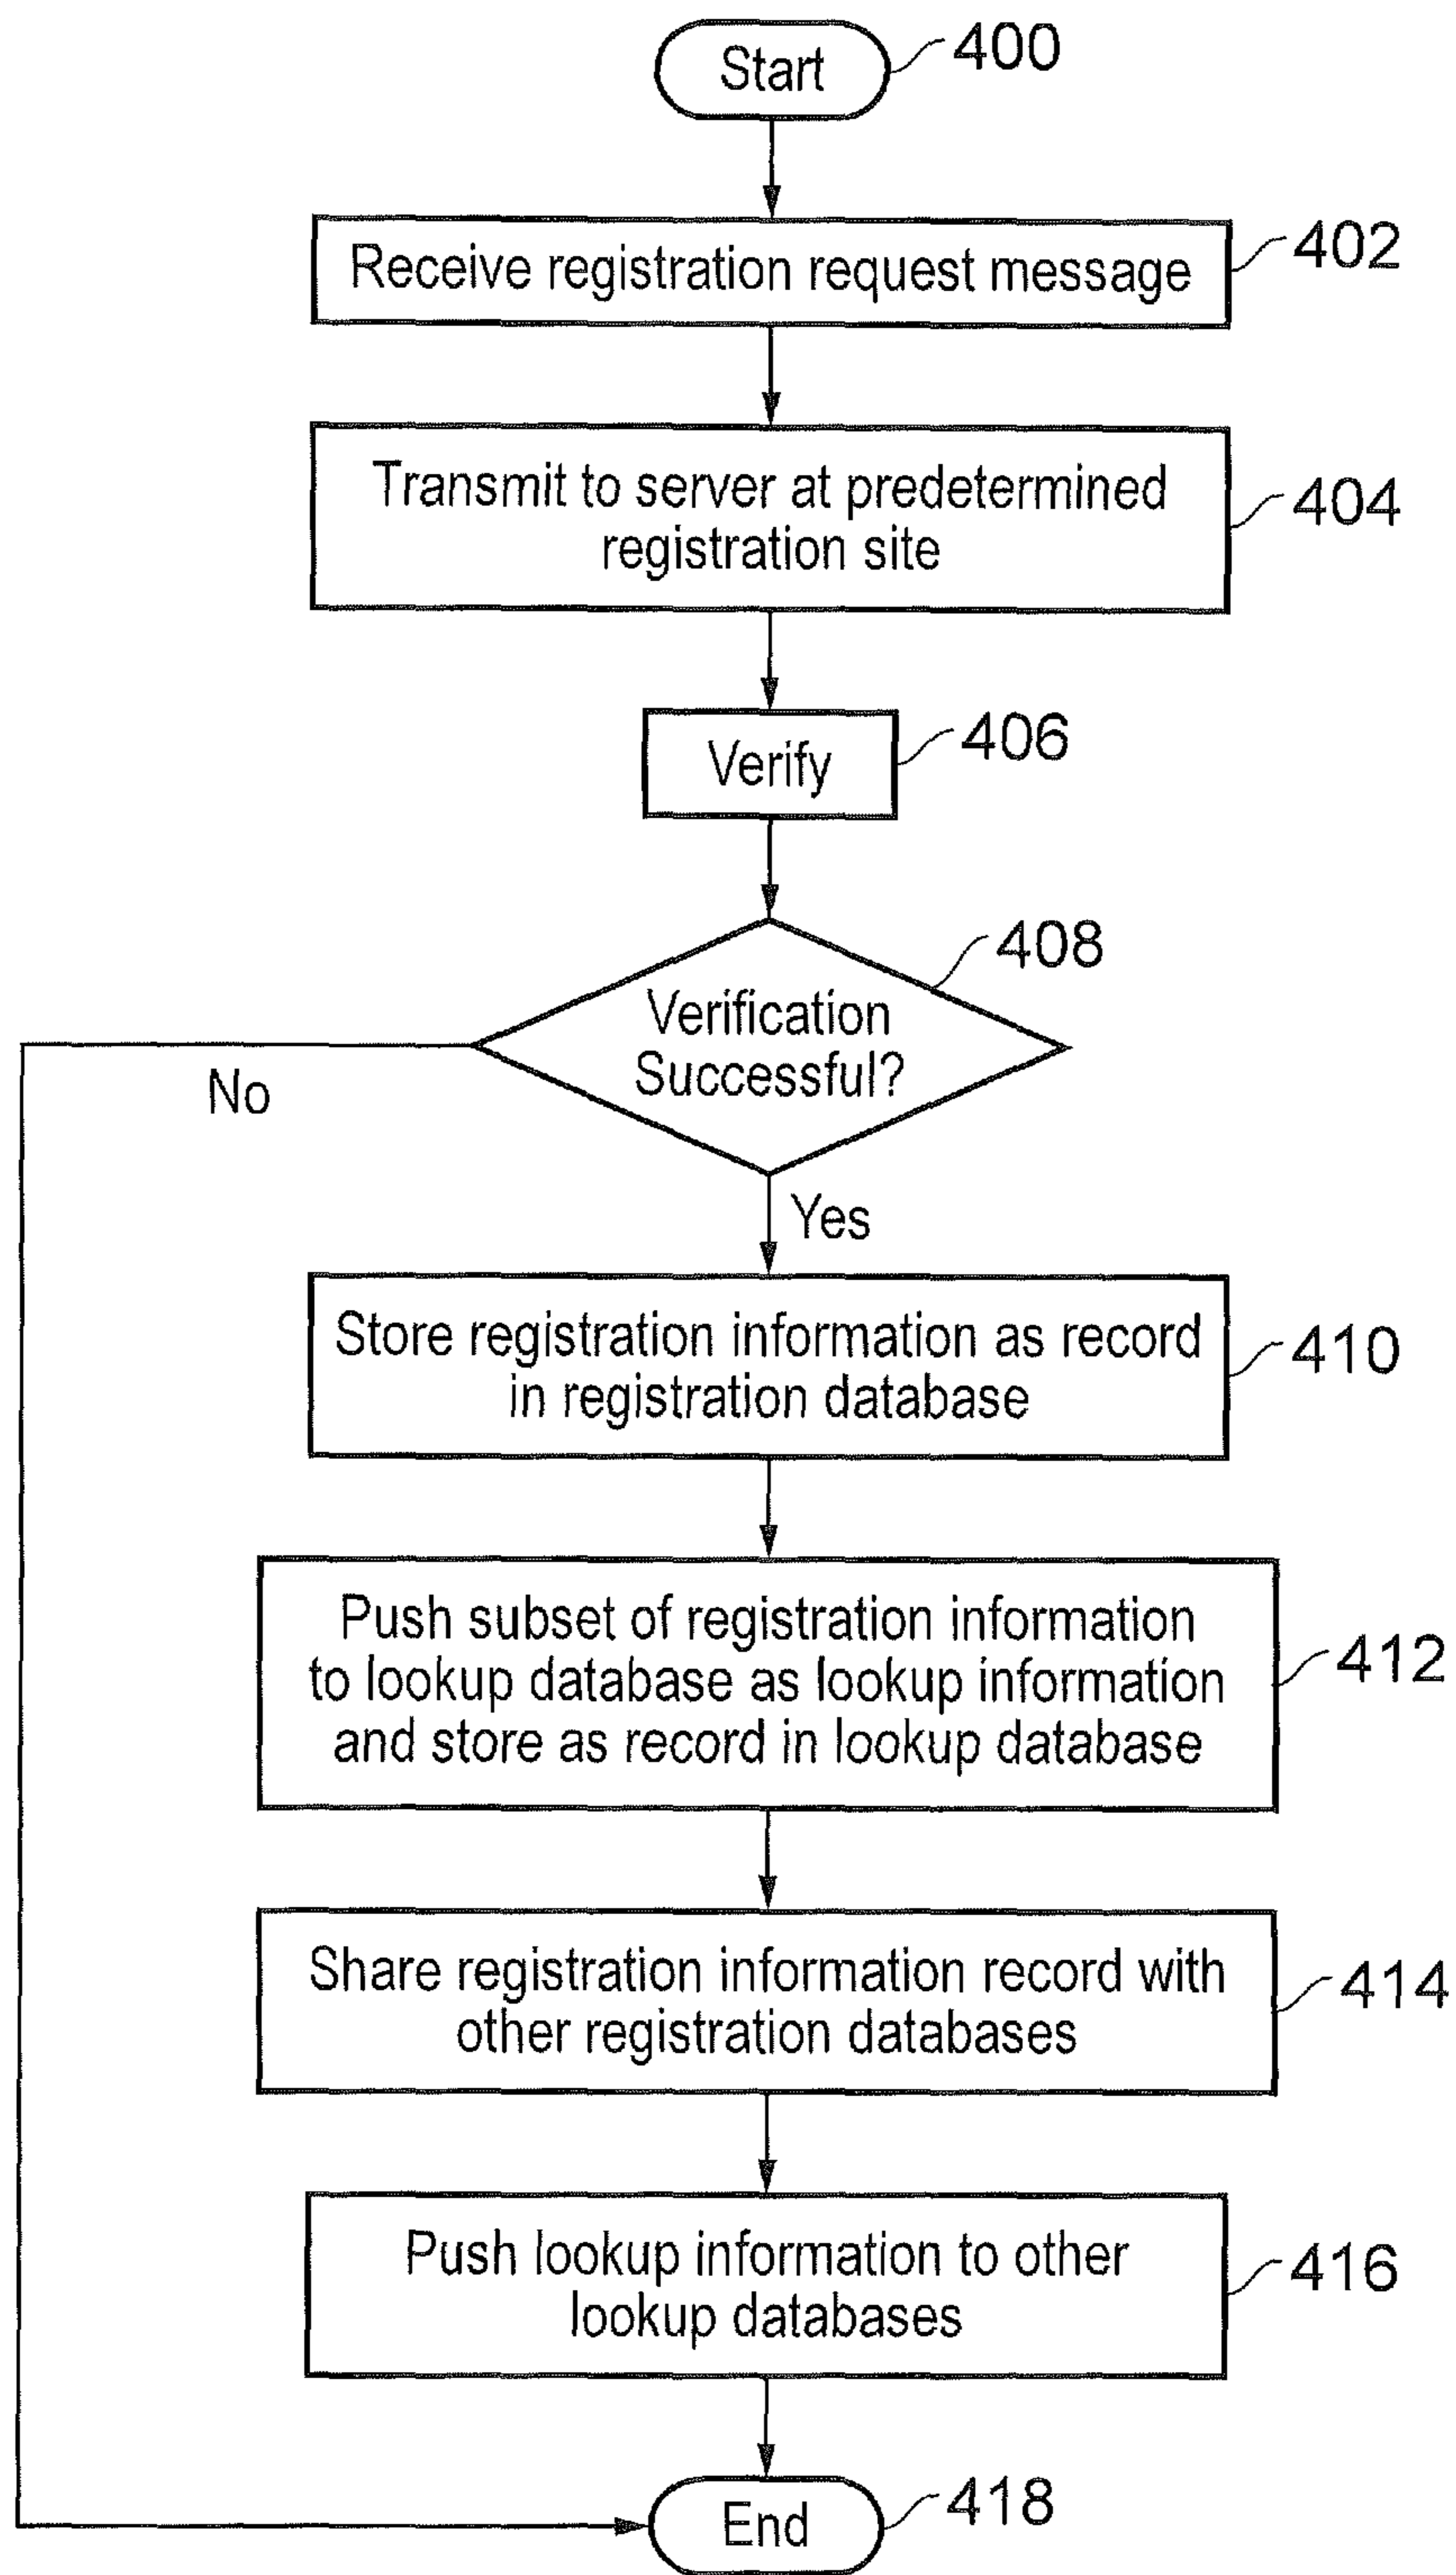 Start
400
Receive registration request message
402
Transmit to server at predetermined
registration site
404
Verify
406
Verification
Successful?
408
No
Yes
Store registration information as record
in registration database
410
Push subset of registration information
to lookup database as lookup information
and store as record in lookup database
412
Share registration information record with
other registration databases
414
Push lookup information to other
lookup databases
416
End
418